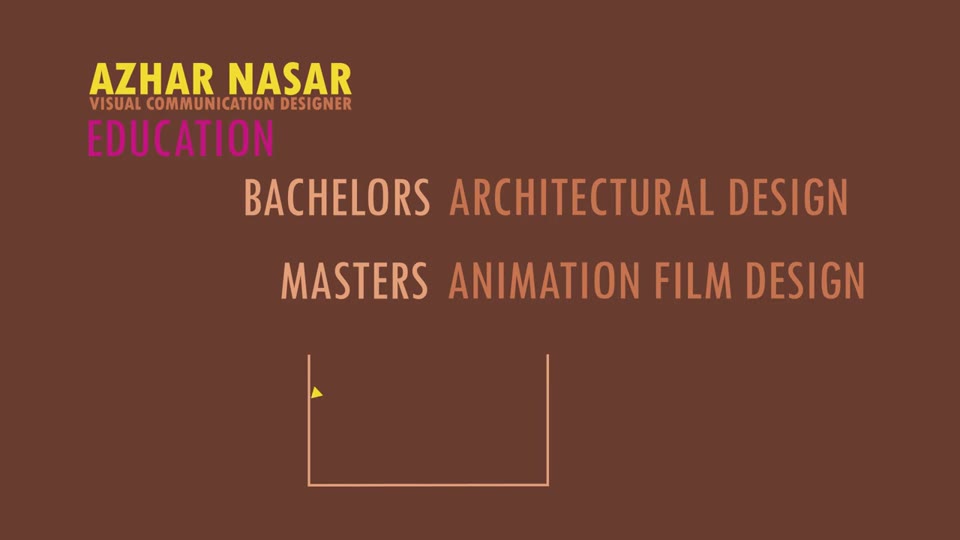 AZHAR NASAR
VISUAL COMMUNICATION DESIGNER
EDUCATION
BACHELORS ARCHITECTURAL DESIGN
MASTERS ANIMATION FILM DESIGN